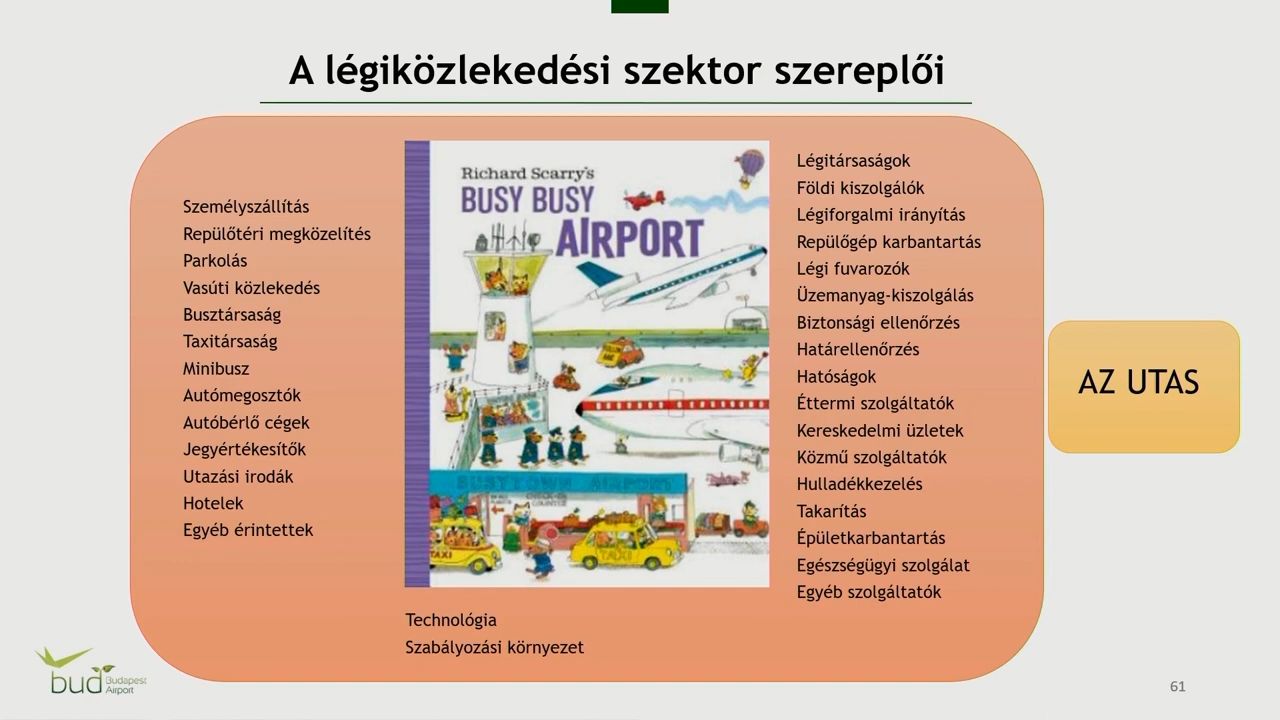 A légiközlekedési szektor szereplői
Személyszállítás
Repülőtéri megközelítés
Parkolás
Vasúti közlekedés
Busztársaság
Taxitársaság
Minibusz
Autómegosztók
Autóbérlő cégek
Jegyértékesítők
Utazási irodák
Hotelek
Egyéb érintettek
Richard Scarry's
BUSY BUSY
AIRPORT
BUSYTOWN AIRPORT
TAXI
TAXI
Technológia
Szabályozási környezet
Légitársaságok
Földi kiszolgálók
Légiforgalmi irányítás
Repülőgép karbantartás
Légi fuvarozók
Üzemanyag-kiszolgálás
Biztonsági ellenőrzés
Határellenőrzés
Hatóságok
Éttermi szolgáltatók
Kereskedelmi üzletek
Közmű szolgáltatók
Hulladékkezelés
Takarítás
Épületkarbantartás
Egészségügyi szolgálat
Egyéb szolgáltatók
AZ UTAS
bud Budapest
Airport
61